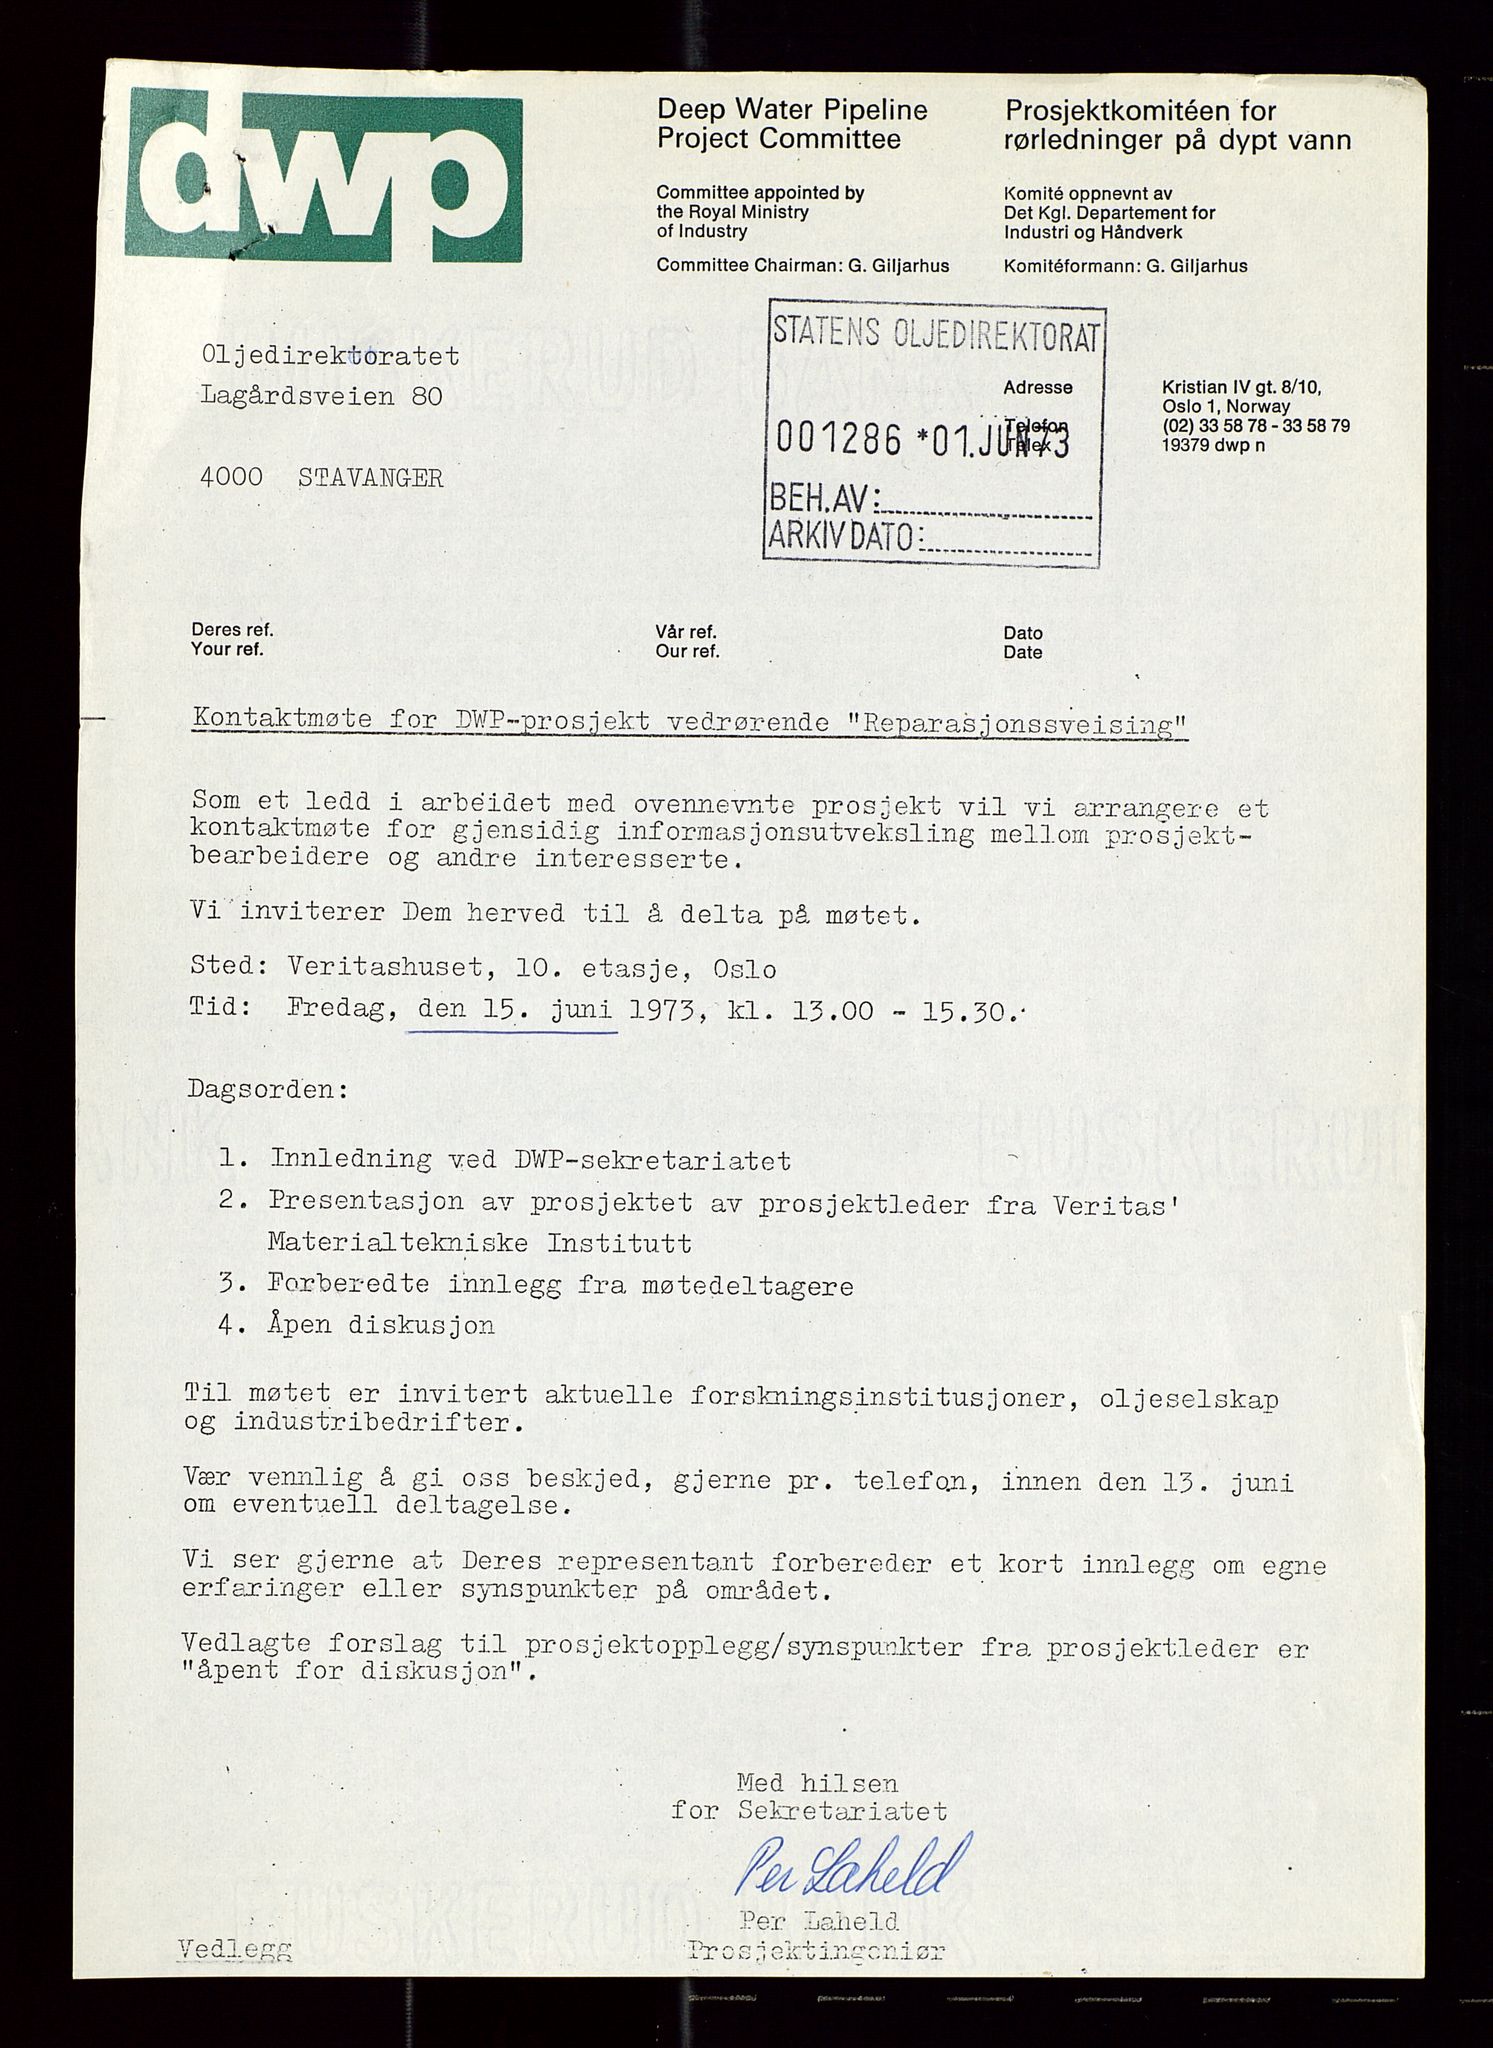 dwp
Deep Water Pipeline
Project Committee
Committee appointed by
the Royal Ministry
of Industry
Committee Chairman: G. Giljarhus
Prosjektkomitéen for
rørledninger på dypt vann
Komité oppnevnt av
Det Kgl. Departement for
Industri og Håndverk
Komitéformann: G. Giljarhus
Oljedirektoratet
Lagårdsveien 80
4000 STAVANGER
STATENS OLJEDIREKTORAT
001286 *01.JUN73
BEH.AV:
ARKIVDATO:
Adresse
Telefon
Telex
Kristian IV gt. 8/10,
Oslo 1, Norway
(02) 33 58 78 - 33 58 79
19379 dwp n
Deres ref.
Your ref.
Vår ref.
Our ref.
Dato
Date
Kontaktmøte for DWP-prosjekt vedrørende "Reparasjonssveising"
Som et ledd i arbeidet med ovennevnte prosjekt vil vi arrangere et
kontaktmøte for gjensidig informasjonsutveksling mellom prosjekt-
bearbeidere og andre interesserte.
Vi inviterer Dem herved til å delta på møtet.
Sted: Veritashuset, 10. etasje, Oslo
Tid: Fredag, den 15. juni 1973, kl. 13.00 - 15.30.
Dagsorden:
1. Innledning ved DWP-sekretariatet
2. Presentasjon av prosjektet av prosjektleder fra Veritas'
Materialtekniske Institutt
3. Forberedte innlegg fra møtedeltagere
4. Åpen diskusjon
Til møtet er invitert aktuelle forskningsinstitusjoner, oljeselskap
og industribedrifter.
Vær vennlig å gi oss beskjed, gjerne pr. telefon, innen den 13. juni
om eventuell deltagelse.
Vi ser gjerne at Deres representant forbereder et kort innlegg om egne
erfaringer eller synspunkter på området.
Vedlagte forslag til prosjektopplegg/synspunkter fra prosjektleder er
"åpent for diskusjon".
Med hilsen
for Sekretariatet
Per Laheld
Per Laheld
Prosjektingeniør
Vedlegg